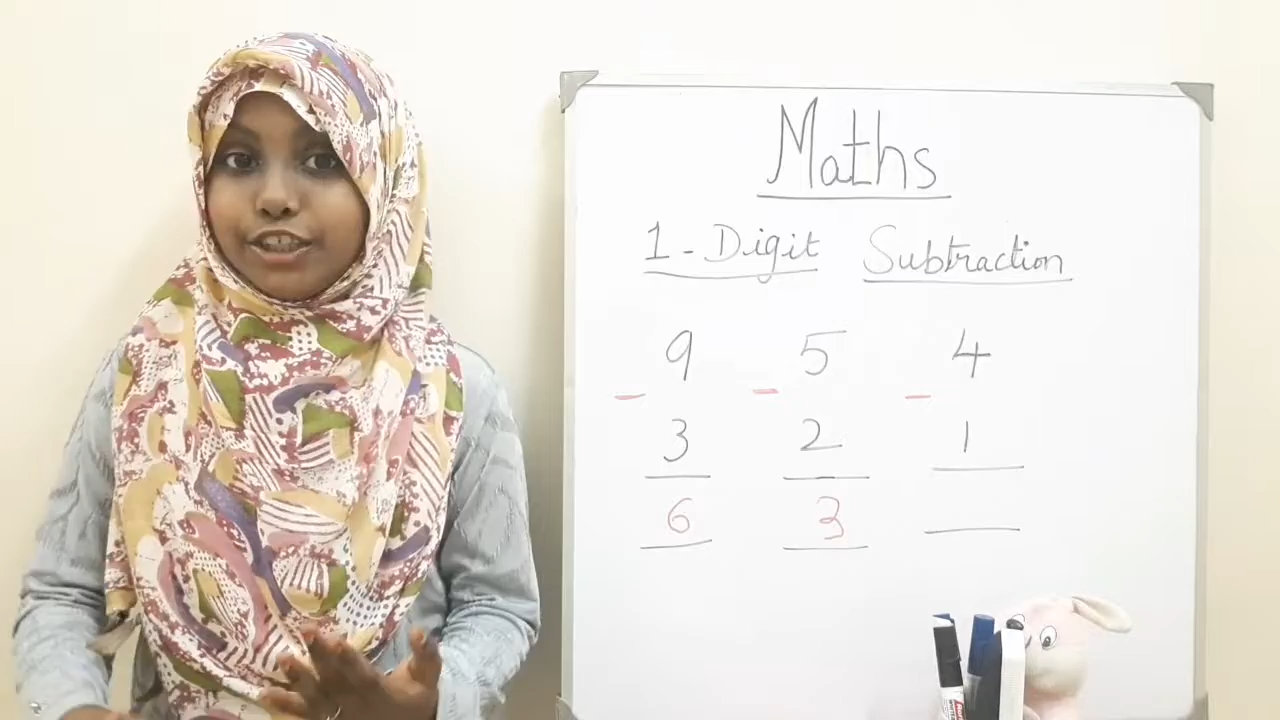 Maths
1 - Digit Subtraction
9 5 4
- - -
3 2 1
6 3